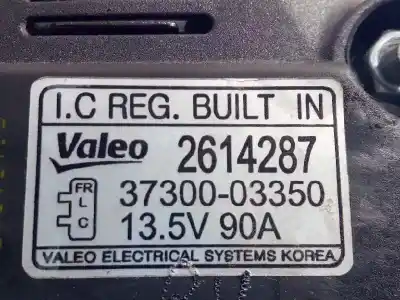 I.C REG. BUILT IN
Valeo 2614287
FR
L
C
37300-03350
13.5V 90A
VALEO ELECTRICAL SYSTEMS KOREA